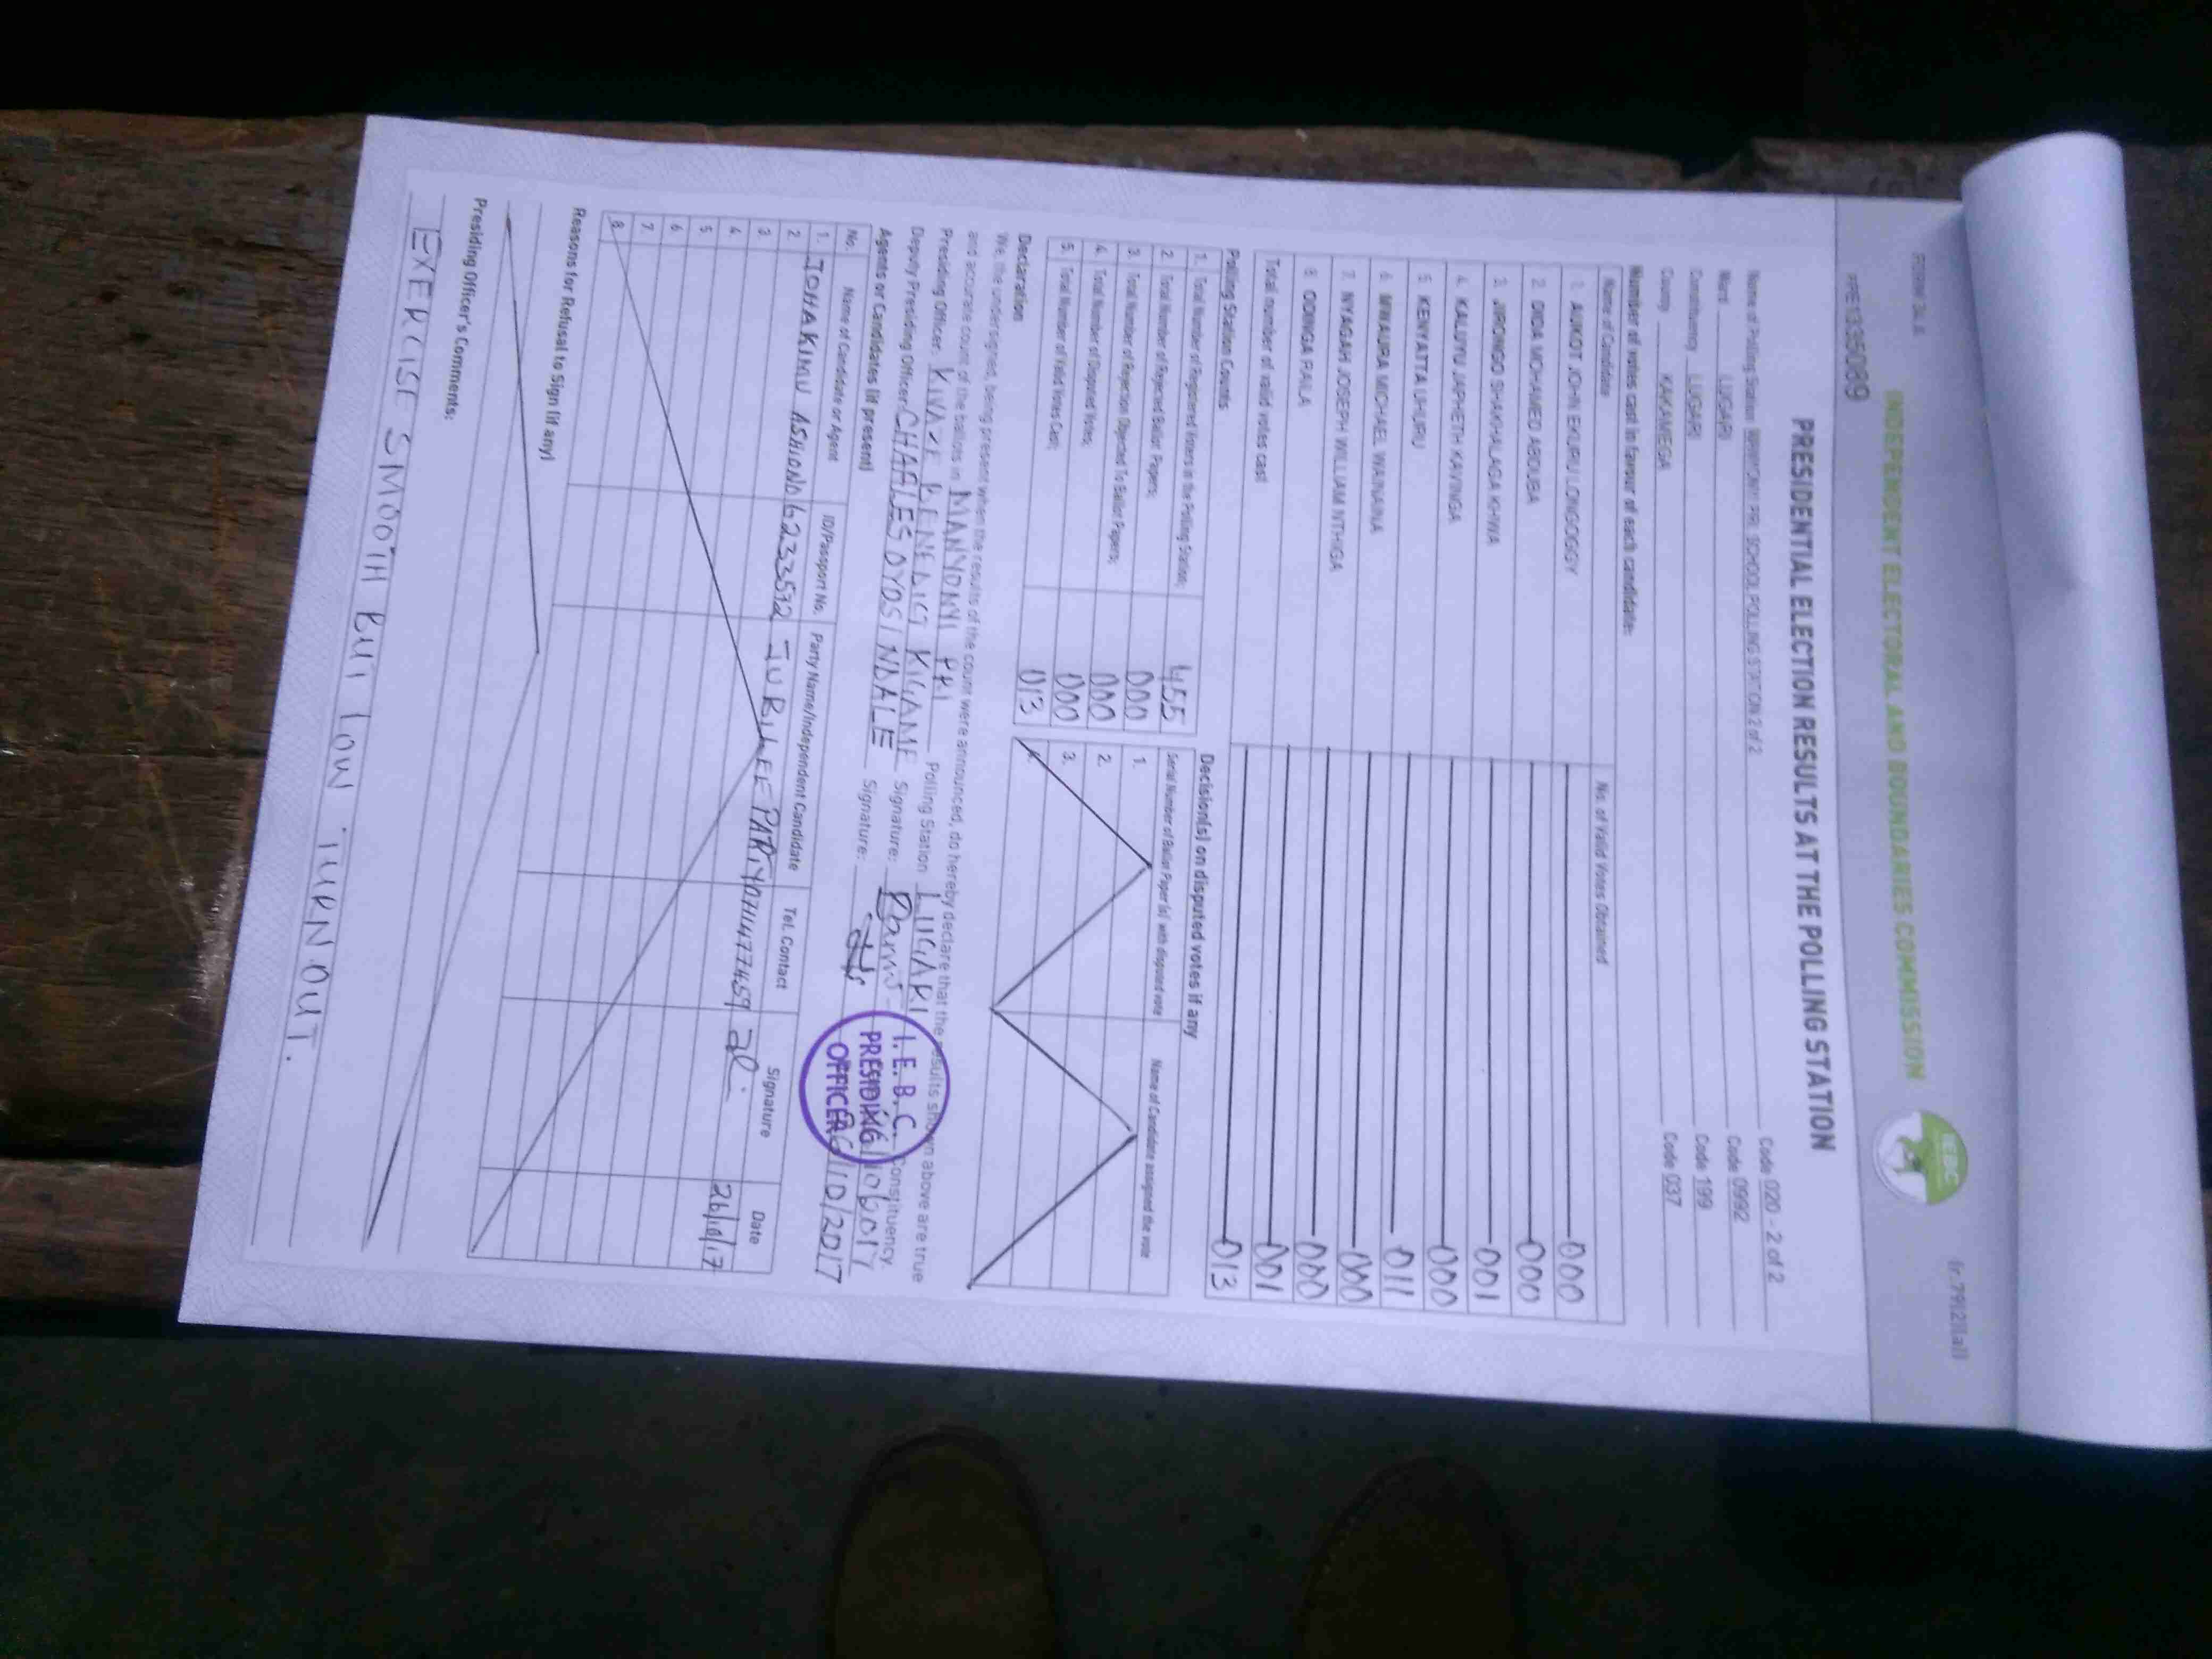 FORM 34 A
(r.79(2)(a))
INDEPENDENT ELECTORAL AND BOUNDARIES COMMISSION
IEBC
PRE1335089
PRESIDENTIAL ELECTION RESULTS AT THE POLLING STATION
Name of Polling Station PRI. SCHOOL POLLING STATION 2 of 2 Code 020 - 2 of 2
Ward LUGARI Code 0992
Constituency LUGARI Code 199
County KAKAMEGA Code 037
Number of votes cast in favour of each candidate:
Name of Candidate No. of Valid Votes Obtained
1. AUKOT JOHN EKURU LONGOGGY 000
2. DIDA MOHAMED ABDUBA 000
3. JIRONGO SHAKHALAGA KHWA 001
4. KALUYU JAPHETH KAVINGA 000
5. KENYATTA UHURU 011
6. MWAURA MICHAEL WAINAINA 000
7. NYAGAH JOSEPH WILLIAM NTHIGA 000
8. ODINGA RAILA 001
Total number of valid votes cast 013
Polling Station Counts
1. Total Number of Registered Voters in the Polling Station; 455
2. Total Number of Rejected Ballot Papers; 000
3. Total Number of Rejection Objected To Ballot Papers; 000
4. Total Number of Disputed Votes; 000
5. Total Number of Valid Votes Cast; 013
Decision(s) on disputed votes if any
Serial Number of Ballot Paper (s) with disputed vote Name of Candidate assigned the vote
1.
2.
3.
4.
Declaration
We, the undersigned, being present when the results of the count were announced, do hereby declare that the results shown above are true
and accurate count of the ballots in MANYONYI PRI Polling Station LUGARI Constituency.
Presiding Officer: KIVAZE BENEDICT KIGAME Signature: 26/10/2017
Deputy Presiding Officer: CHARLES OYOSI NDALE Signature: 26/10/2017
I.E.B.C.
PRESIDING
OFFICER
Agents or Candidates (if present)
No. Name of Candidate or Agent ID/Passport No. Party Name/Independent Candidate Tel. Contact Signature Date
1. JOHAKIMU ASHIONO 6233592 JUBILEE PARTY 0714477459 26/10/17
2.
3.
4.
5.
6.
7.
8.
Reasons for Refusal to Sign (if any)
Presiding Officer's Comments:
EXERCISE SMOOTH BUT LOW TURN OUT.